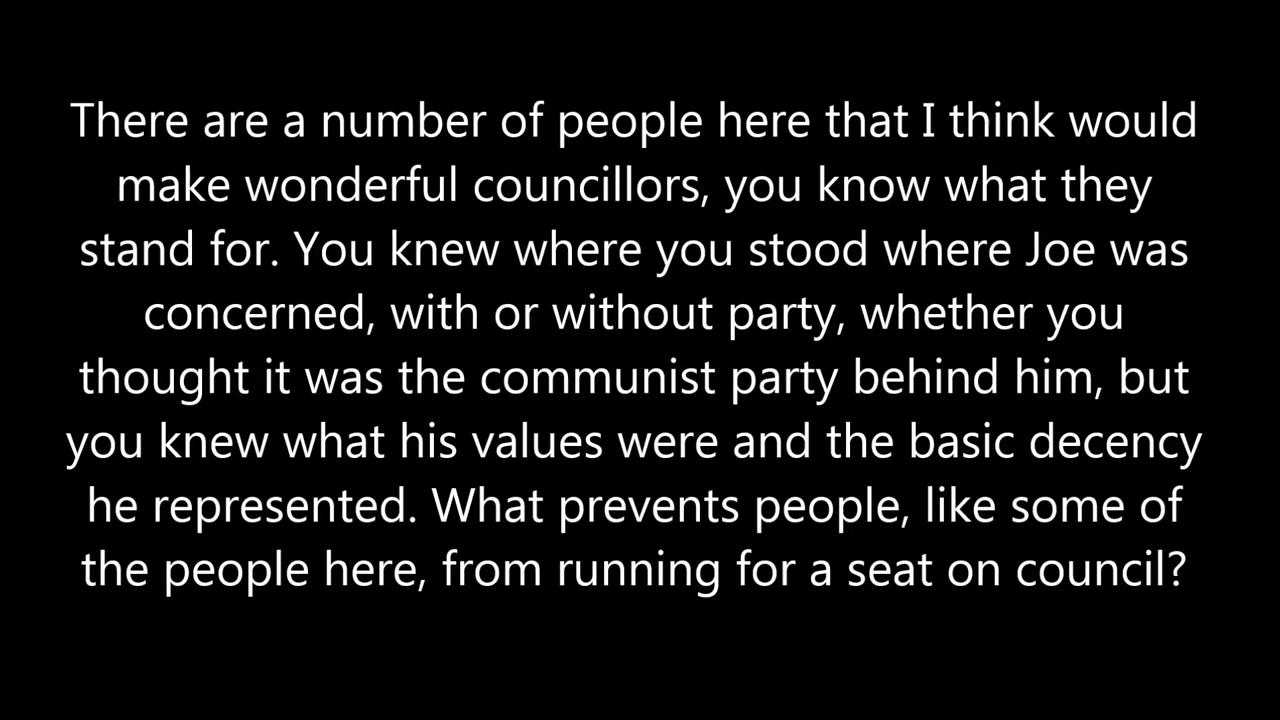 There are a number of people here that I think would
make wonderful councillors, you know what they
stand for. You knew where you stood where Joe was
concerned, with or without party, whether you
thought it was the communist party behind him, but
you knew what his values were and the basic decency
he represented. What prevents people, like some of
the people here, from running for a seat on council?